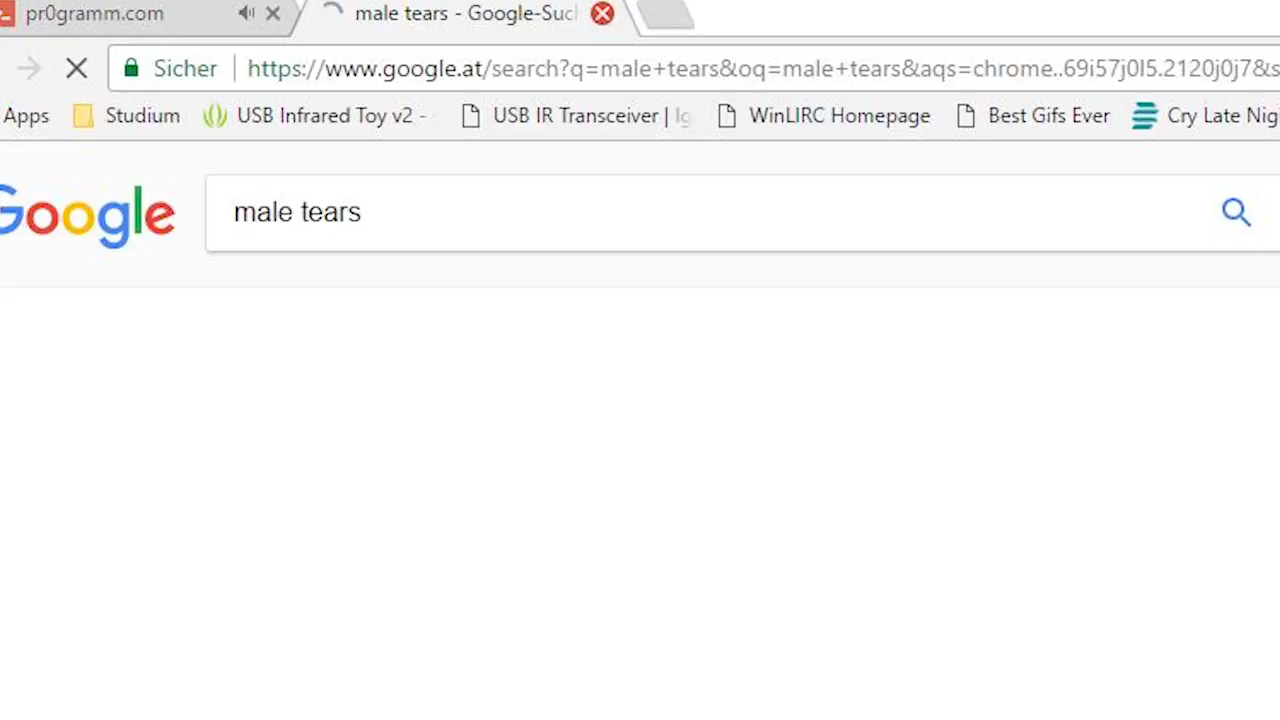 pr0gramm.com male tears - Google-Such
Sicher https://www.google.at/search?q=male+tears&oq=male+tears&aqs=chrome..69i57j0l5.2120j0j7&s
Apps Studium USB Infrared Toy v2 - USB IR Transceiver | Ig WinLIRC Homepage Best Gifs Ever Cry Late Nig
Google male tears